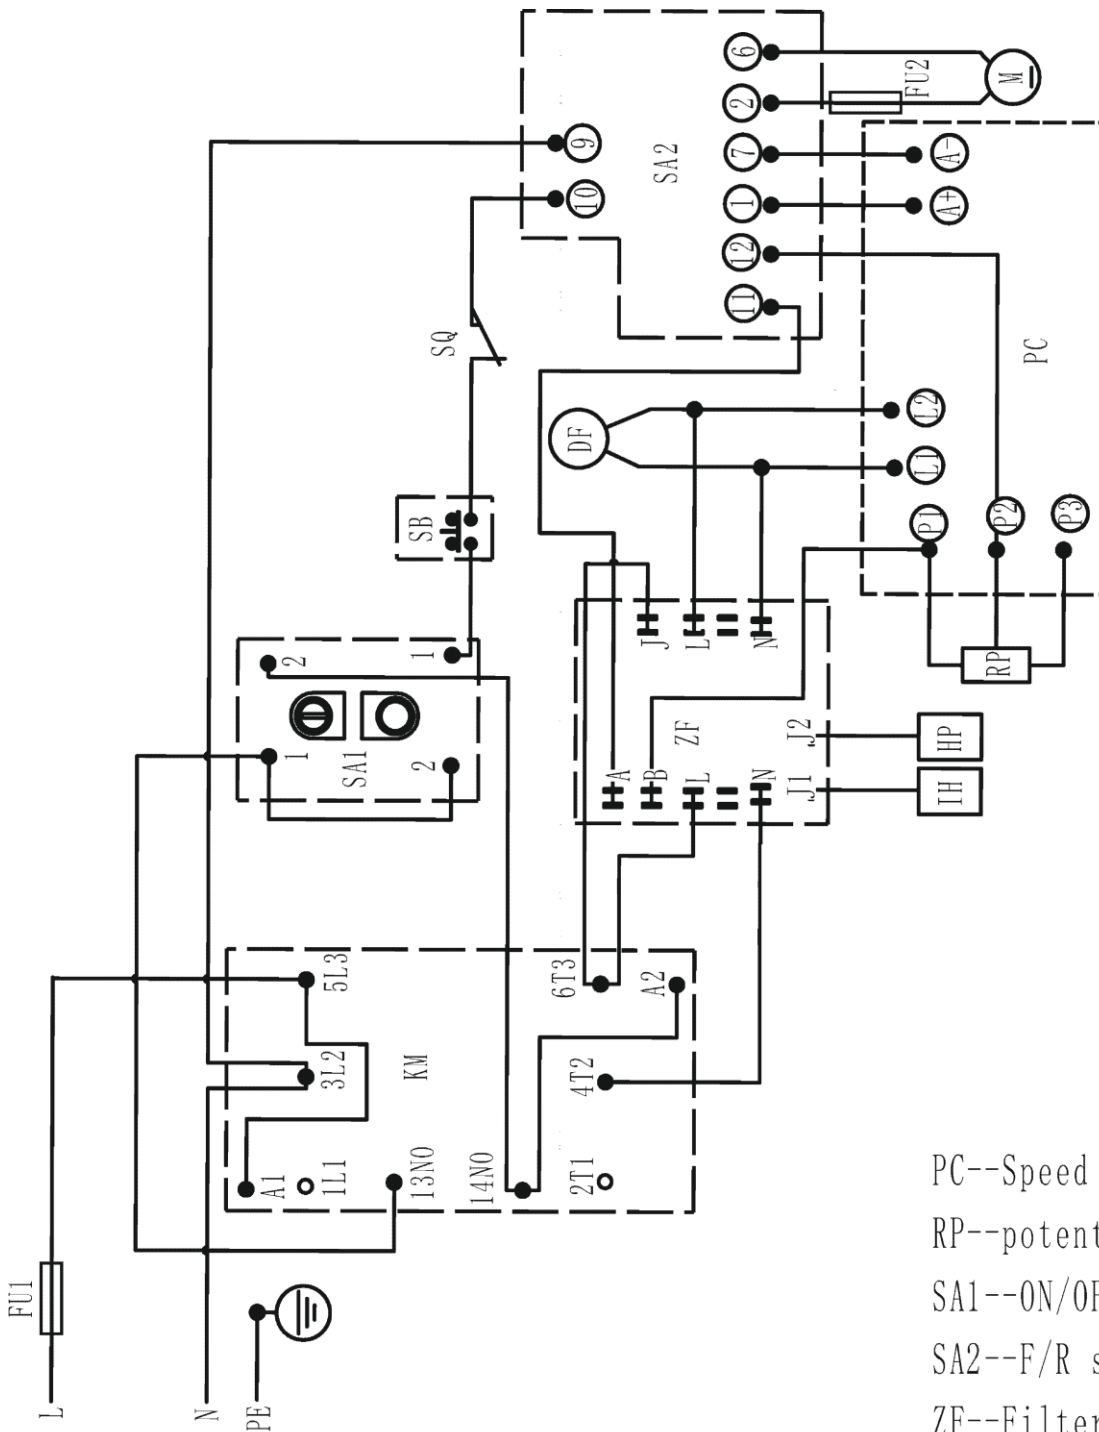 6
2
FU2
M
9
SA2
7
A-
10
1
A+
12
11
SQ
PC
DF
L2
L1
SB
P1
P2
P3
2
1
J
L
N
RP
1
SA1
2
ZF
J2
HP
A
B
L
N
J1
IH
5L3
6T3
A2
3L2
KM
4T2
A1
1L1
13NO
14NO
2T1
FU1
L
N
PE
PC--Speed
RP--potent
SA1--ON/OF
SA2--F/R s
ZF--Filter